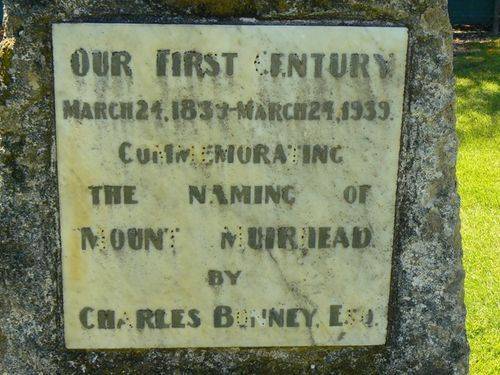 OUR FIRST CENTURY
MARCH 24, 1839-MARCH 24, 1939.
COMMEMORATING
THE NAMING OF
MOUNT MUIRHEAD
BY
CHARLES BONNEY, ESQ.